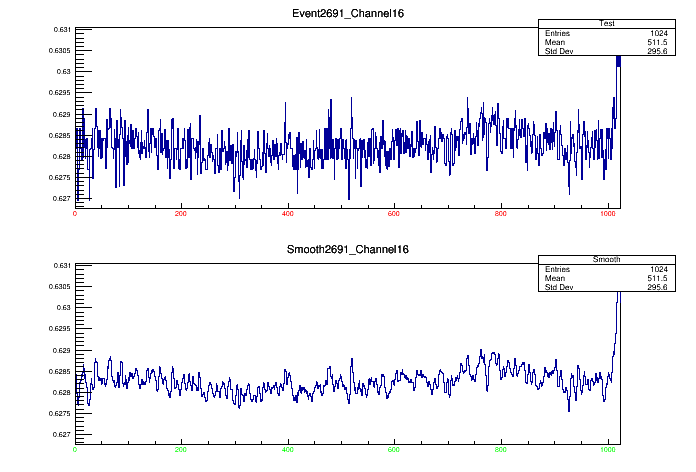 Event2691_Channel16
Test
Entries 1024
Mean 511.5
Std Dev 295.6
0.631
0.6305
0.63
0.6295
0.629
0.6285
0.628
0.6275
0.627
0 200 400 600 800 1000
Smooth2691_Channel16
Smooth
Entries 1024
Mean 511.5
Std Dev 295.6
0.631
0.6305
0.63
0.6295
0.629
0.6285
0.628
0.6275
0.627
0 200 400 600 800 1000